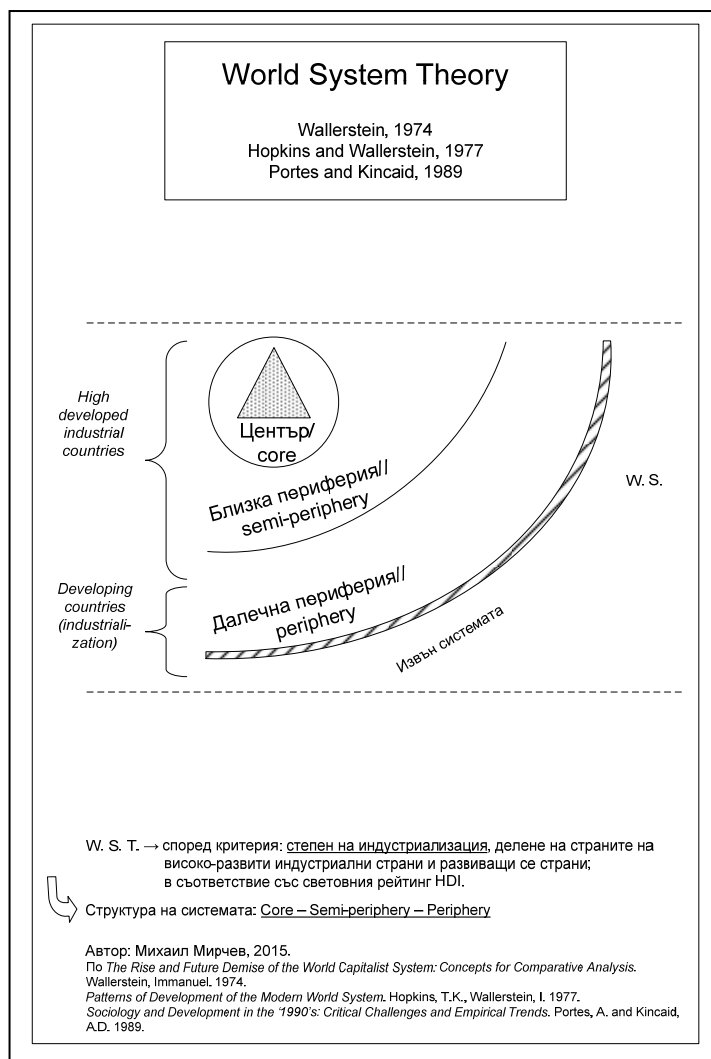 World System Theory
Wallerstein, 1974
Hopkins and Wallerstein, 1977
Portes and Kincaid, 1989
High
developed
industrial
countries
Център/
core
Близка периферия//
semi-periphery
W. S.
Developing
countries
(industriali-
zation)
Далечна периферия//
periphery
Извън системата
W. S. T. → според критерия: степен на индустриализация, делене на страните на
високо-развити индустриални страни и развиващи се страни;
в съответствие със световния рейтинг HDI.
Структура на системата: Core – Semi-periphery – Periphery
Автор: Михаил Мирчев, 2015.
По The Rise and Future Demise of the World Capitalist System: Concepts for Comparative Analysis.
Wallerstein, Immanuel. 1974.
Patterns of Development of the Modern World System. Hopkins, T.K., Wallerstein, I. 1977.
Sociology and Development in the '1990's: Critical Challenges and Empirical Trends. Portes, A. and Kincaid,
A.D. 1989.